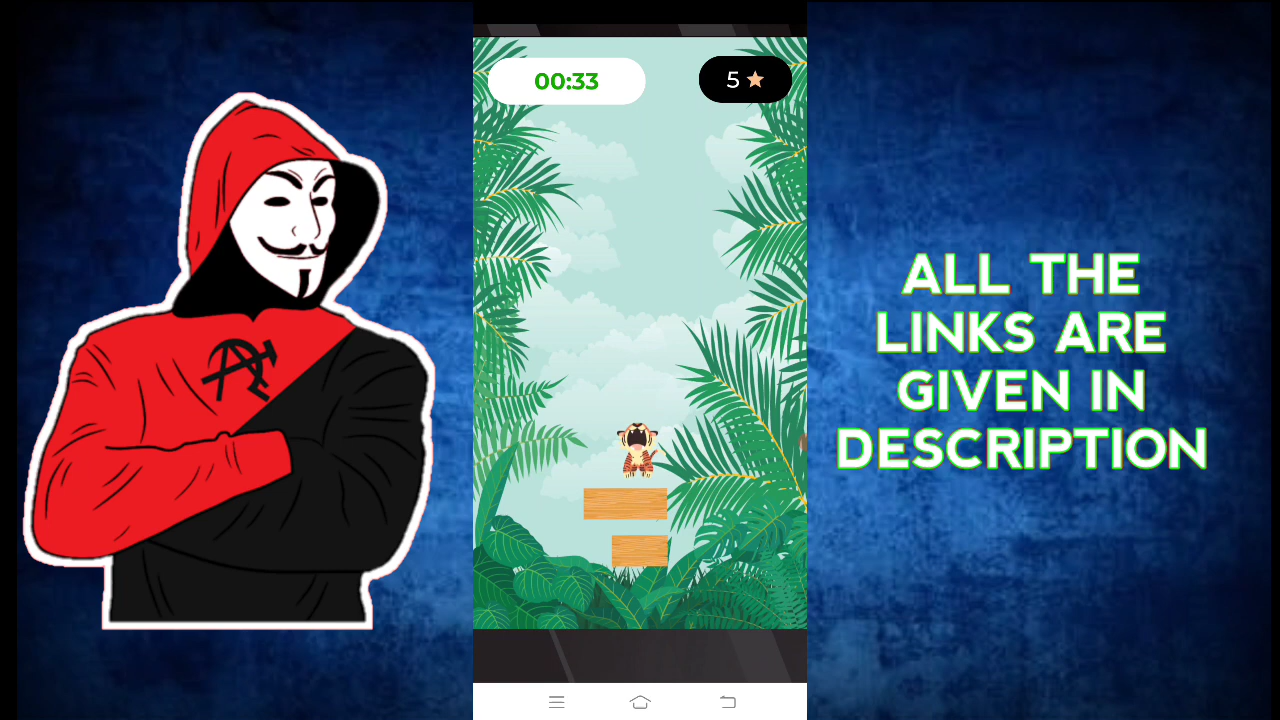 00:33
5
ALL THE
LINKS ARE
GIVEN IN
DESCRIPTION